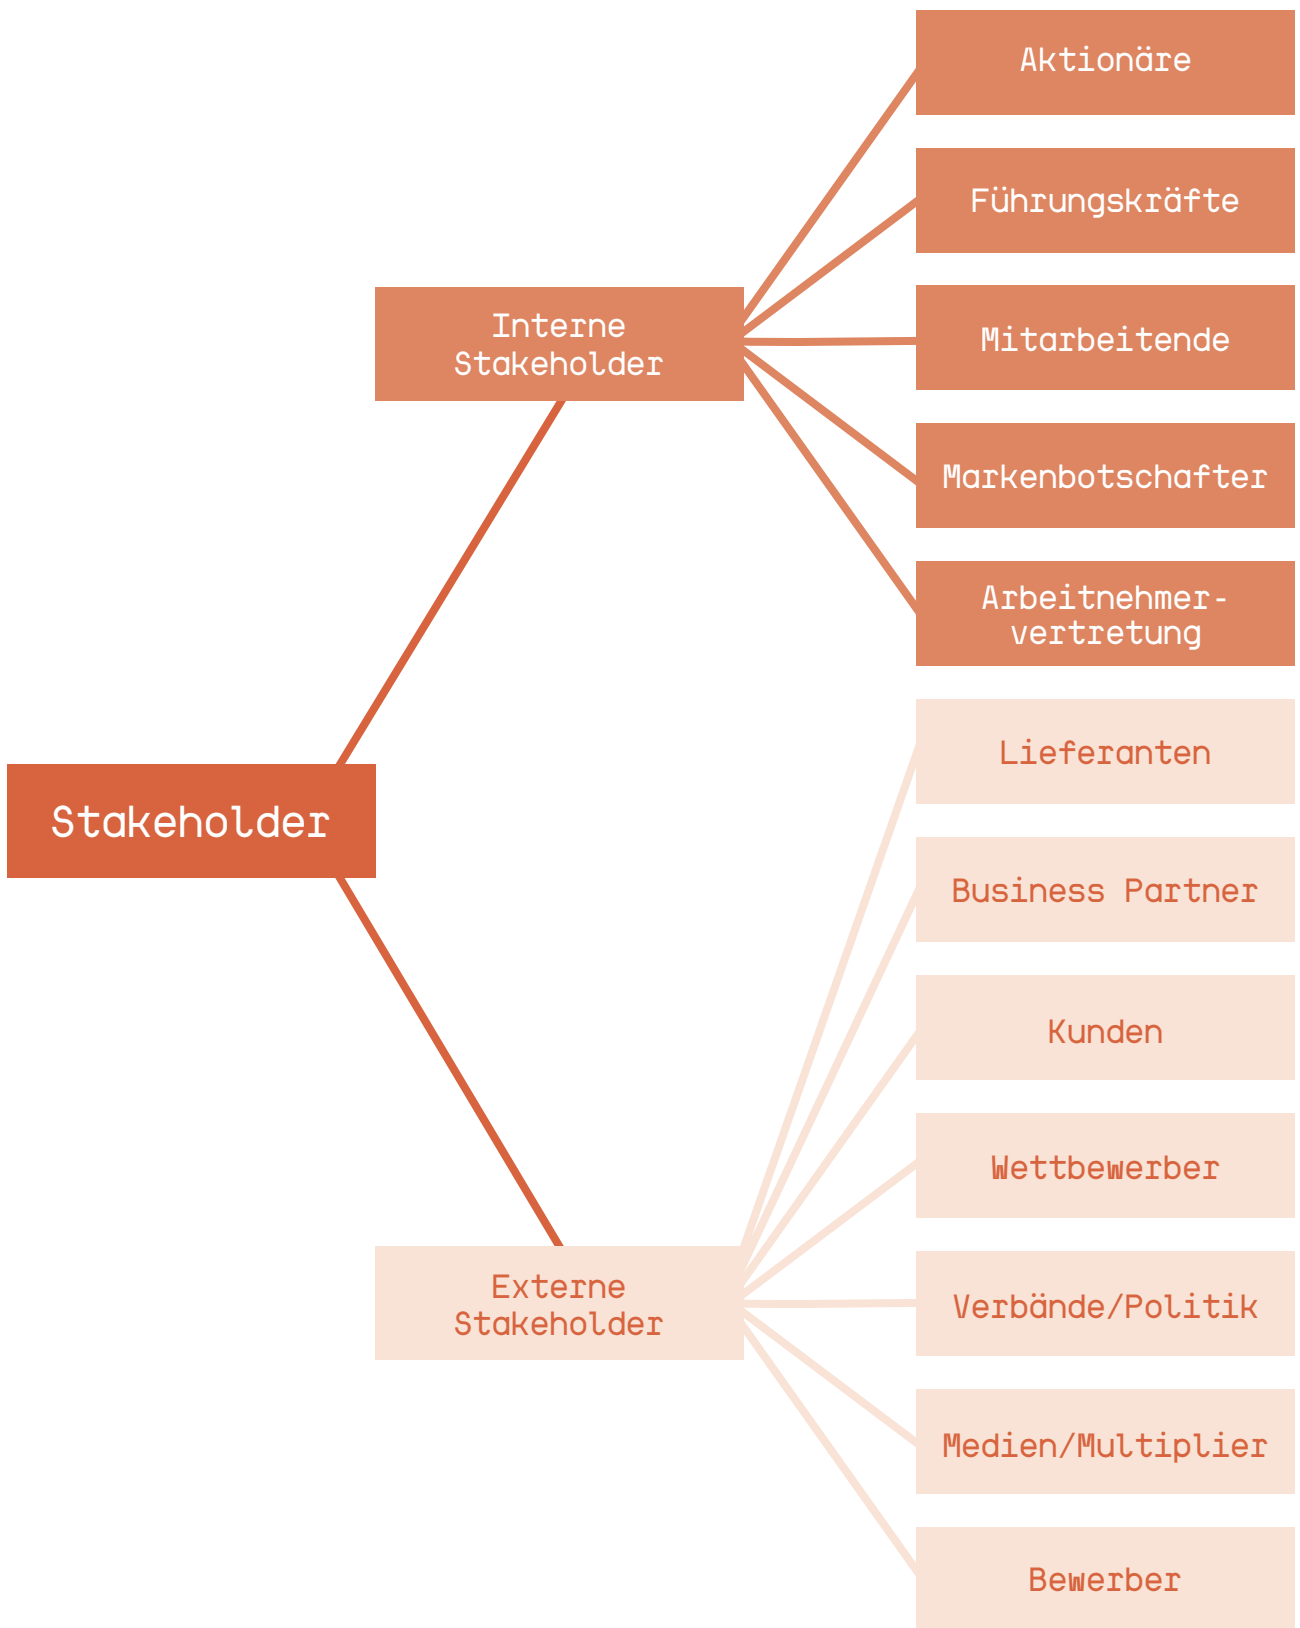 Aktionäre
Führungskräfte
Interne
Stakeholder
Mitarbeitende
Markenbotschafter
Arbeitnehmer-
vertretung
Lieferanten
Stakeholder
Business Partner
Kunden
Wettbewerber
Externe
Stakeholder
Verbände/Politik
Medien/Multiplier
Bewerber